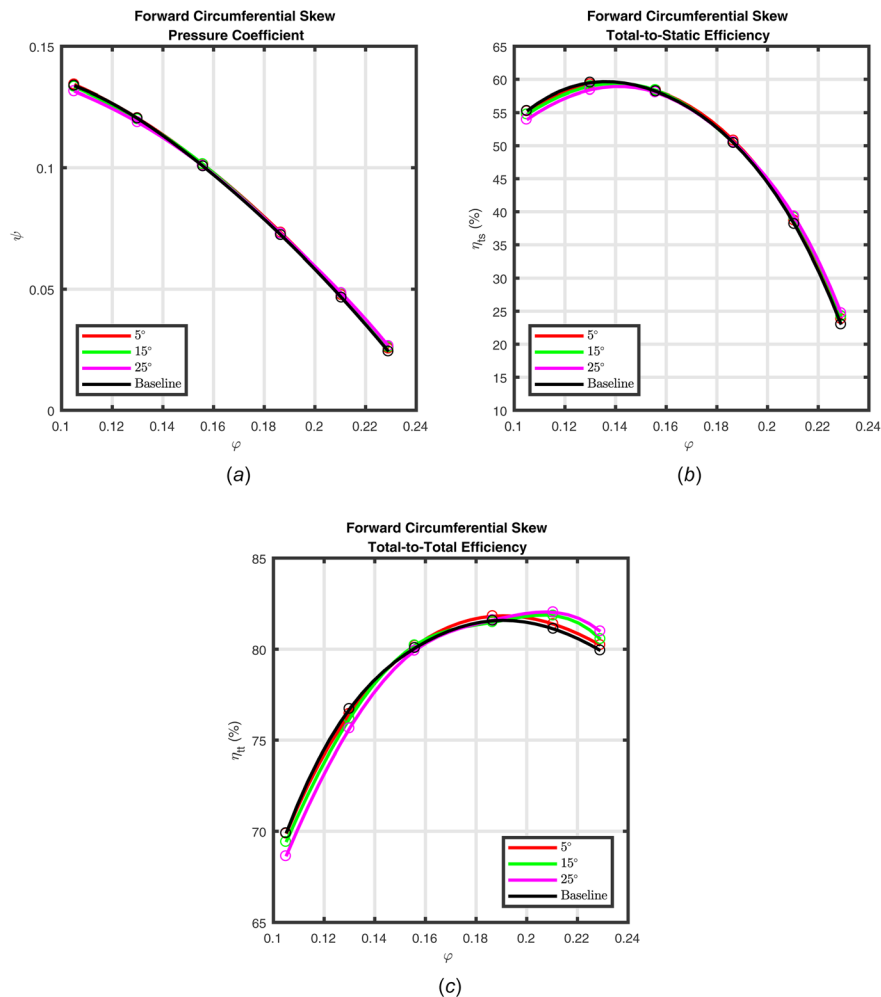 Forward Circumferential Skew
Pressure Coefficient
0.15
0.1
0.05
0
ψ
5°
15°
25°
Baseline
0.1 0.12 0.14 0.16 0.18 0.2 0.22 0.24
φ
(a)
Forward Circumferential Skew
Total-to-Static Efficiency
65
60
55
50
45
40
35
30
25
20
15
10
η_ts (%)
5°
15°
25°
Baseline
0.1 0.12 0.14 0.16 0.18 0.2 0.22 0.24
φ
(b)
Forward Circumferential Skew
Total-to-Total Efficiency
85
80
75
70
65
η_tt (%)
5°
15°
25°
Baseline
0.1 0.12 0.14 0.16 0.18 0.2 0.22 0.24
φ
(c)